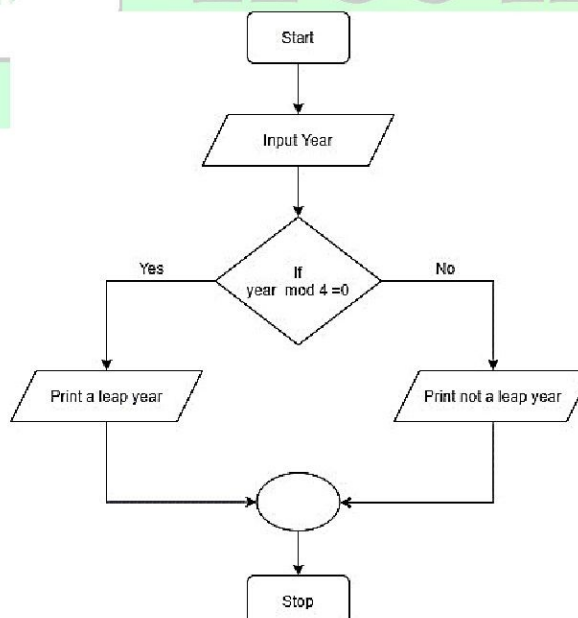 Start
Input Year
If
year mod 4 =0
Yes
No
Print a leap year
Print not a leap year
Stop